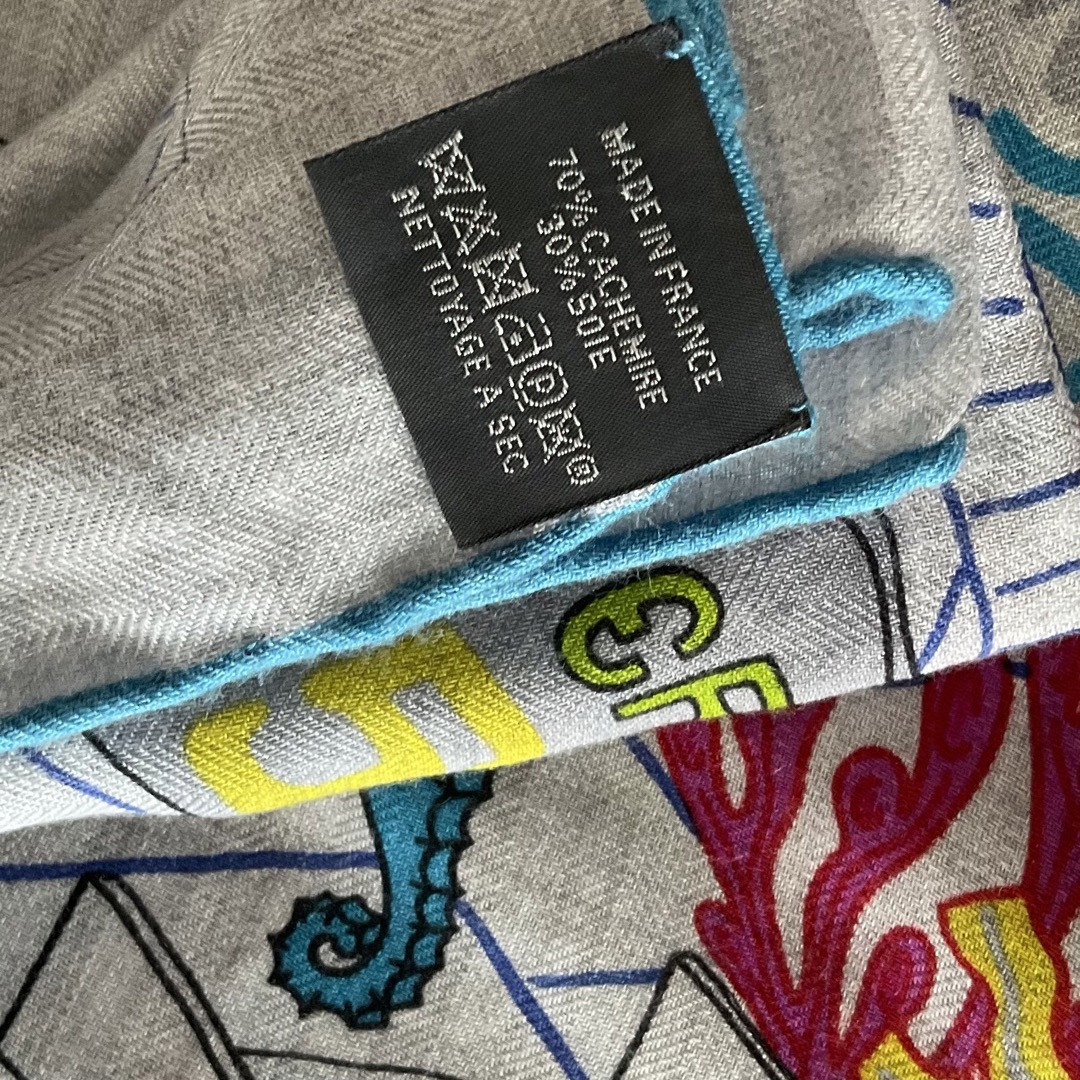 MADE IN FRANCE
70% CACHEMIRE
30% SOIE
NETTOYAGE A SEC